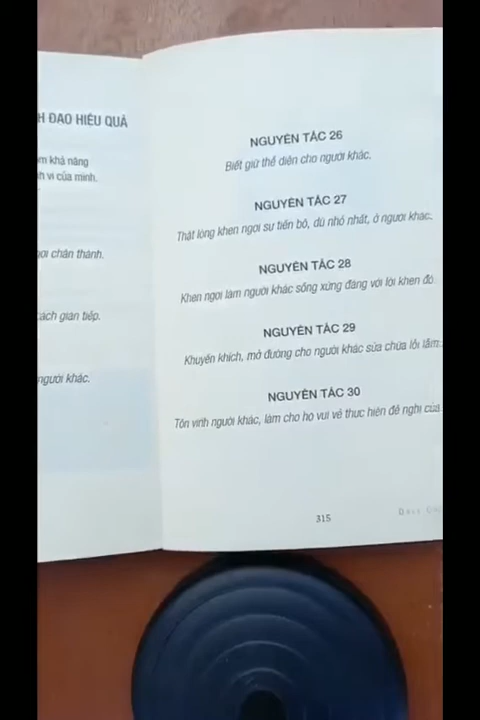 H ĐẠO HIỆU QUẢ
m khả năng
h vi của mình.
ợi chân thành.
cách gián tiếp.
người khác.
NGUYÊN TẮC 26
Biết giữ thể diện cho người khác.
NGUYÊN TẮC 27
Thật lòng khen ngợi sự tiến bộ, dù nhỏ nhất, ở người khác.
NGUYÊN TẮC 28
Khen ngợi làm người khác sống xứng đáng với lời khen đó
NGUYÊN TẮC 29
Khuyến khích, mở đường cho người khác sửa chữa lỗi lầm.
NGUYÊN TẮC 30
Tôn vinh người khác, làm cho họ vui vẻ thực hiện đề nghị của
315